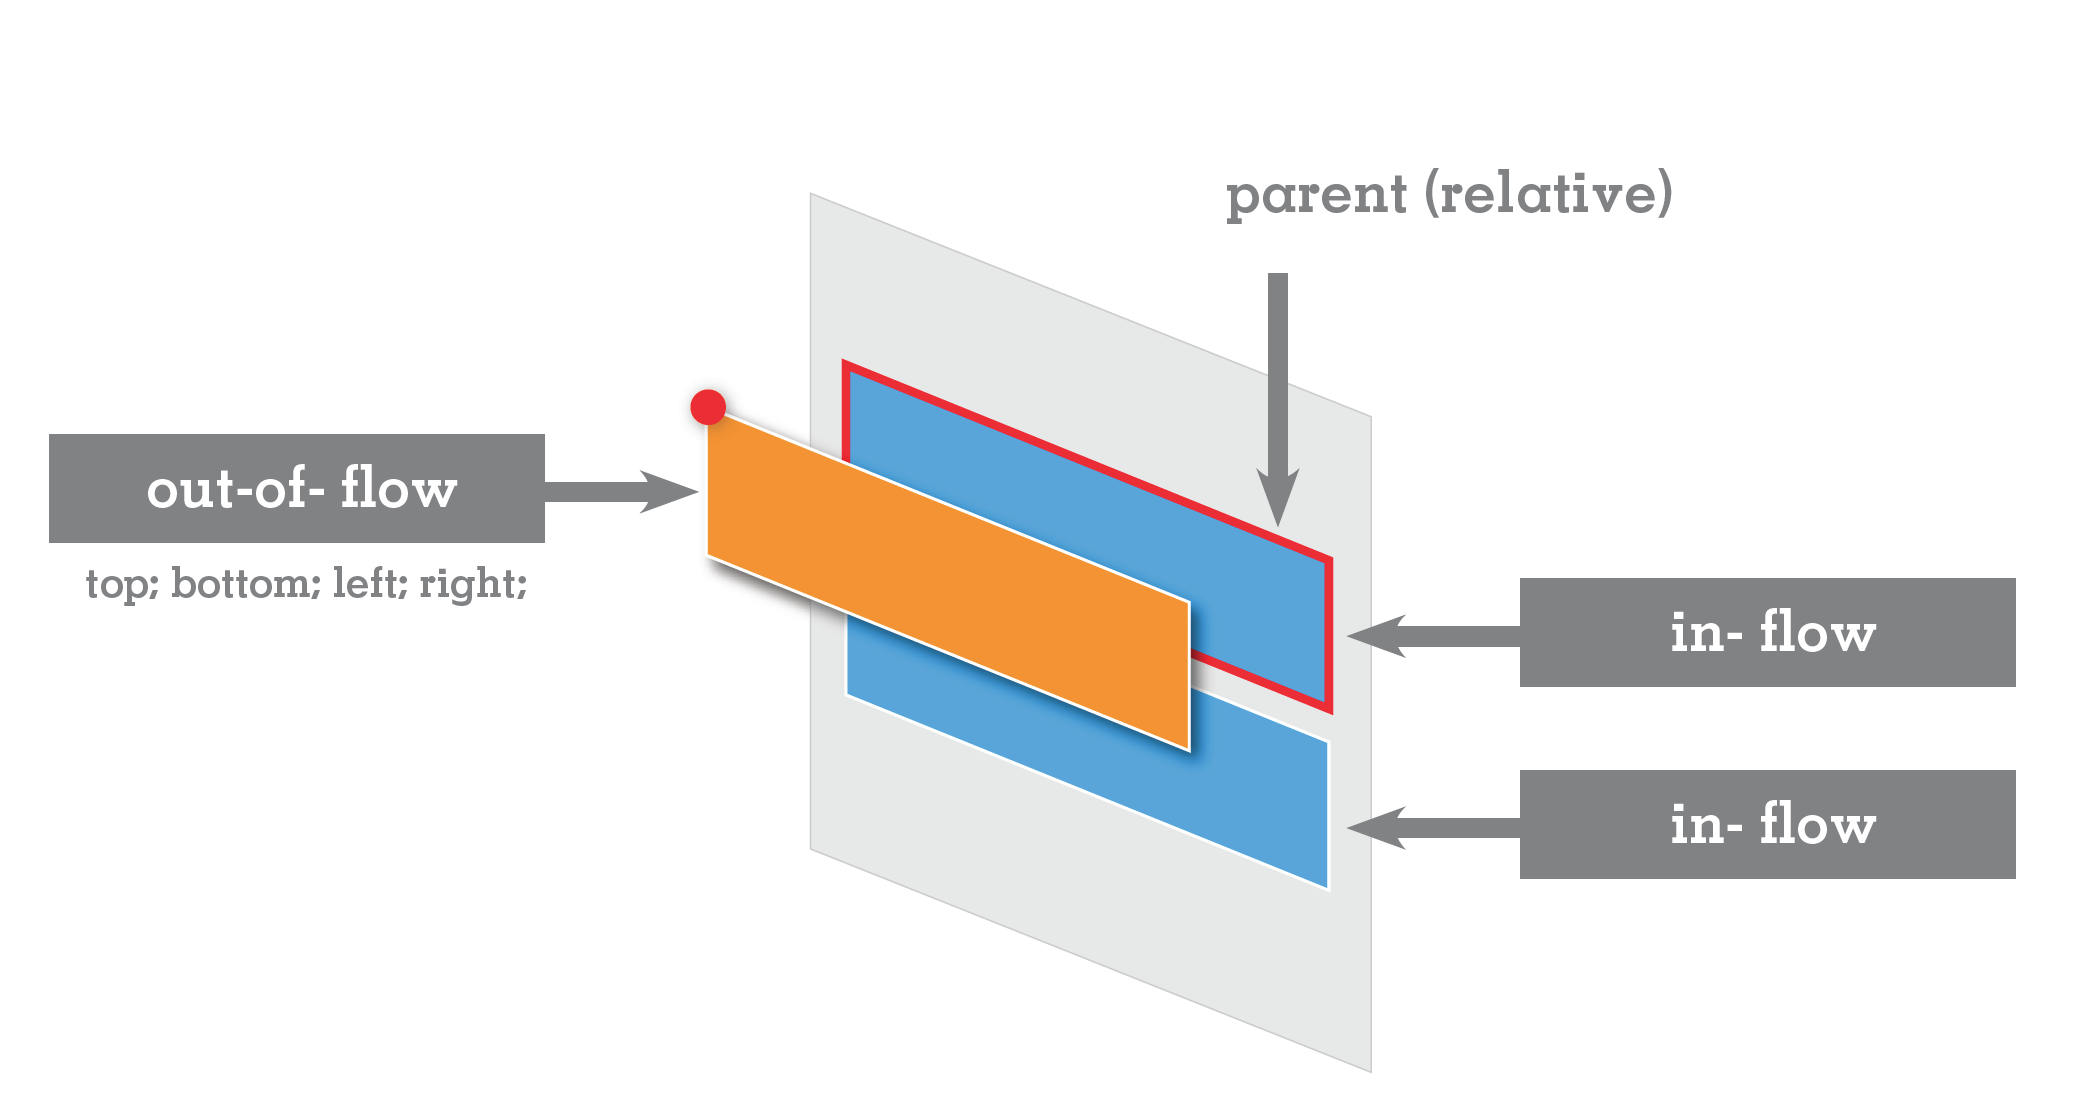 parent (relative)
out-of- flow
top; bottom; left; right;
in- flow
in- flow